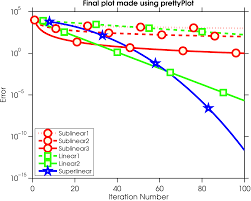 Final plot made using prettyPlot
10^5
10^0
10^-5
10^-10
10^-15
Error
Sublinear1
Sublinear2
Sublinear3
Linear1
Linear2
Superlinear
0 20 40 60 80 100
Iteration Number